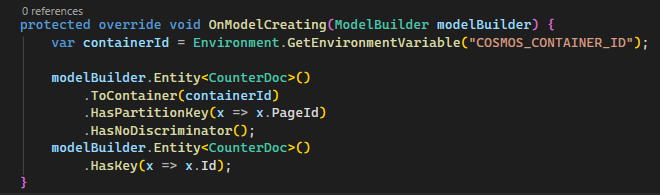 0 references
protected override void OnModelCreating(ModelBuilder modelBuilder) {
    var containerId = Environment.GetEnvironmentVariable("COSMOS_CONTAINER_ID");

    modelBuilder.Entity<CounterDoc>()
        .ToContainer(containerId)
        .HasPartitionKey(x => x.PageId)
        .HasNoDiscriminator();
    modelBuilder.Entity<CounterDoc>()
        .HasKey(x => x.Id);
}